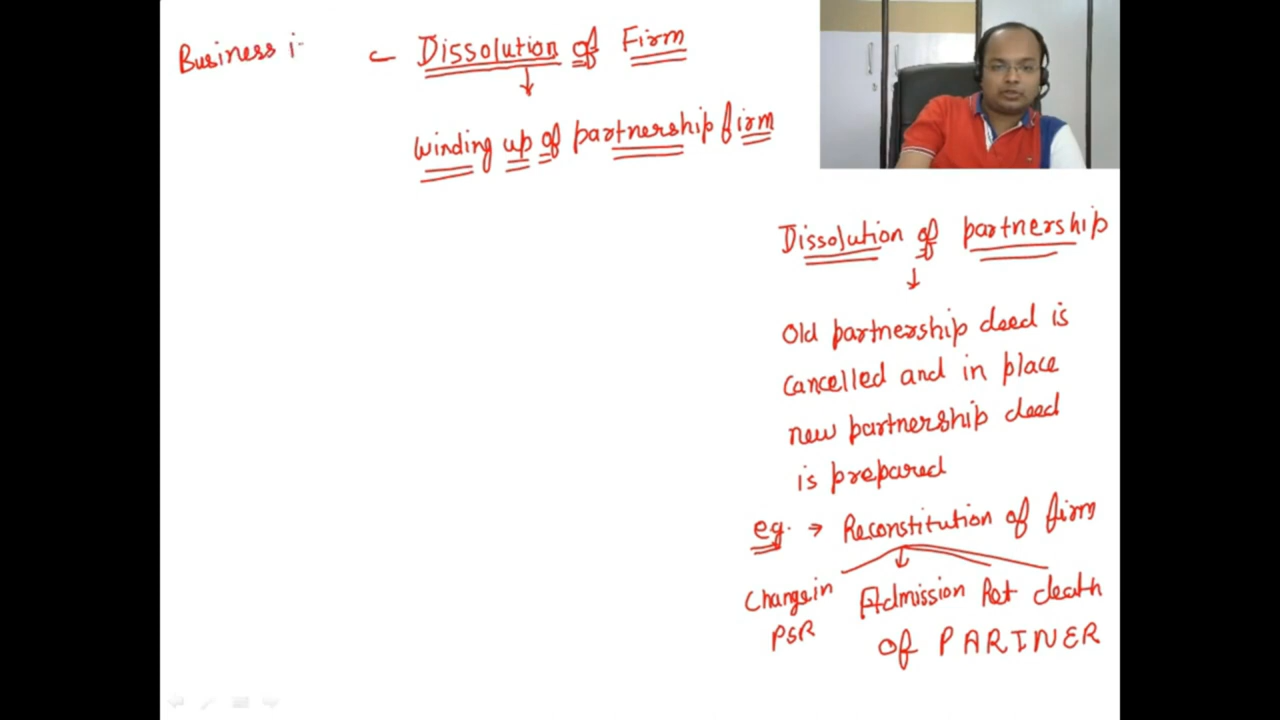 Business i
Dissolution of Firm
Winding up of partnership firm
Dissolution of partnership
Old partnership deed is
cancelled and in place
new partnership deed
is prepared
eg. → Reconstitution of firm
Change in PSR
Admission Ret death
of PARTNER